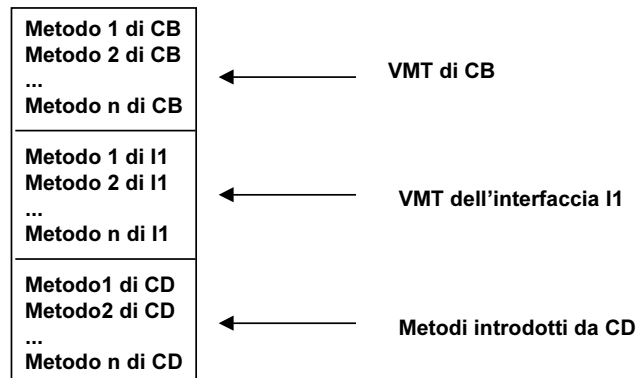 Metodo 1 di CB
Metodo 2 di CB
...
Metodo n di CB
VMT di CB
Metodo 1 di I1
Metodo 2 di I1
...
Metodo n di I1
VMT dell'interfaccia I1
Metodo1 di CD
Metodo2 di CD
...
Metodo n di CD
Metodi introdotti da CD